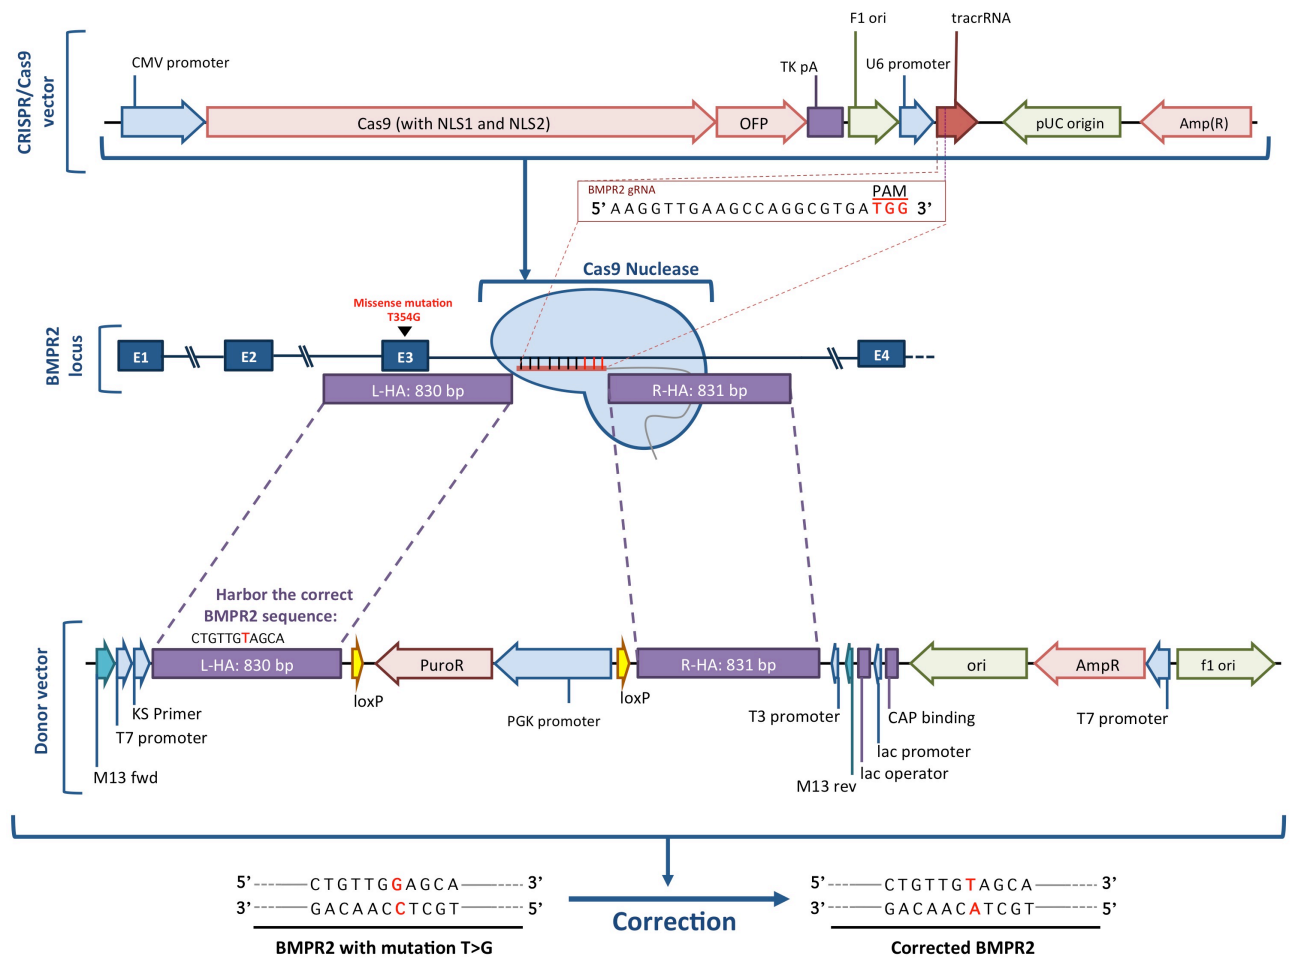 CRISPR/Cas9
vector
CMV promoter
F1 ori
tracrRNA
TK pA
U6 promoter
Cas9 (with NLS1 and NLS2)
OFP
pUC origin
Amp(R)
BMPR2 gRNA
PAM
5’ AAGGTTGAAGCCAGGCGTGA TGG 3’
Cas9 Nuclease
Missense mutation
T354G
BMPR2
locus
E1
E2
E3
E4
L-HA: 830 bp
R-HA: 831 bp
Harbor the correct
BMPR2 sequence:
CTGTTGTAGCA
Donor vector
L-HA: 830 bp
PuroR
R-HA: 831 bp
ori
AmpR
f1 ori
loxP
loxP
KS Primer
T7 promoter
M13 fwd
PGK promoter
T3 promoter
CAP binding
T7 promoter
lac promoter
lac operator
M13 rev
5’ CTGTTGGAGCA 3’
3’ GACAACCTCGT 5’
BMPR2 with mutation T>G
Correction
5’ CTGTTGTAGCA 3’
3’ GACAACATCGT 5’
Corrected BMPR2